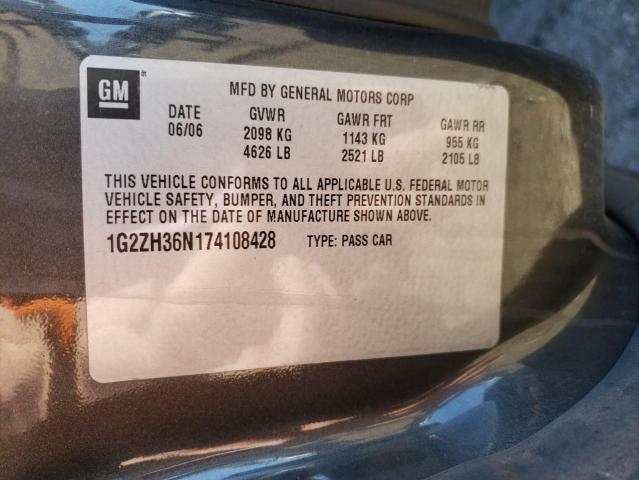 GM ®
MFD BY GENERAL MOTORS CORP
DATE GVWR GAWR FRT GAWR RR
06/06 2098 KG 1143 KG 955 KG
4626 LB 2521 LB 2105 LB
THIS VEHICLE CONFORMS TO ALL APPLICABLE U.S. FEDERAL MOTOR
VEHICLE SAFETY, BUMPER, AND THEFT PREVENTION STANDARDS IN
EFFECT ON THE DATE OF MANUFACTURE SHOWN ABOVE.
1G2ZH36N174108428 TYPE: PASS CAR